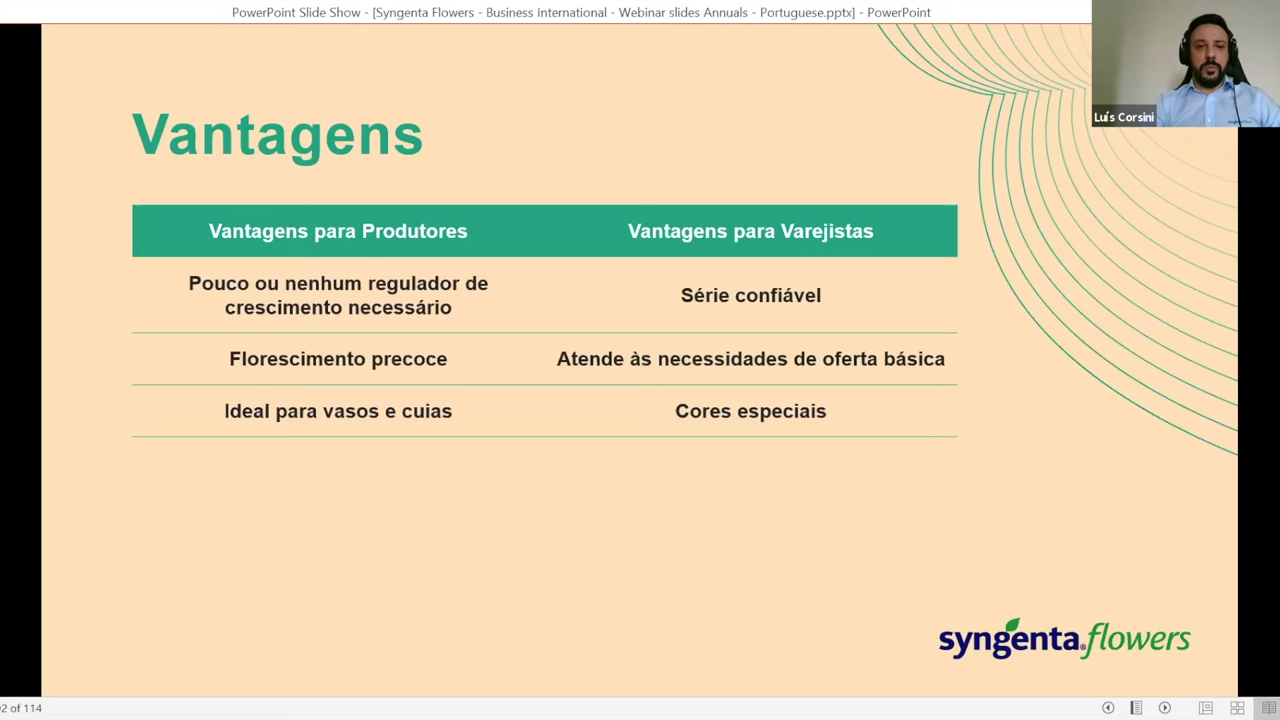 PowerPoint Slide Show - [Syngenta Flowers - Business International - Webinar slides Annuals - Portuguese.pptx] - PowerPoint
Luís Corsini
Vantagens
Vantagens para Produtores
Vantagens para Varejistas
Pouco ou nenhum regulador de
crescimento necessário
Série confiável
Florescimento precoce
Atende às necessidades de oferta básica
Ideal para vasos e cuias
Cores especiais
syngenta flowers
2 of 114